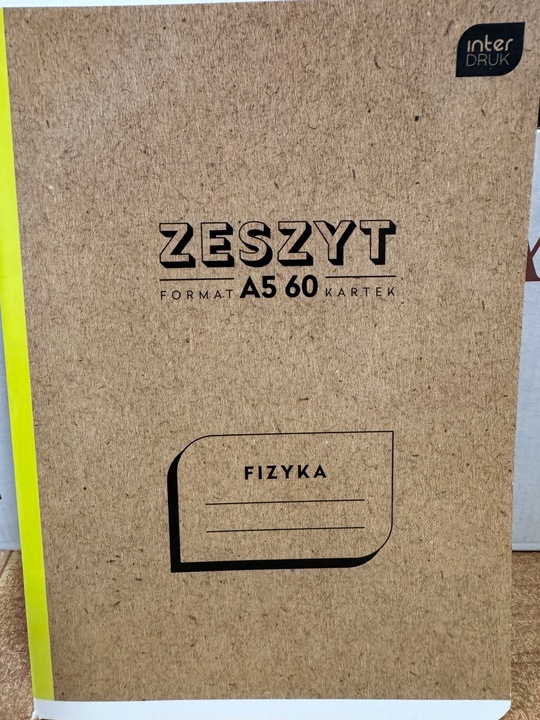 inter
DRUK
ZESZYT
FORMAT A5 60 KARTEK
FIZYKA